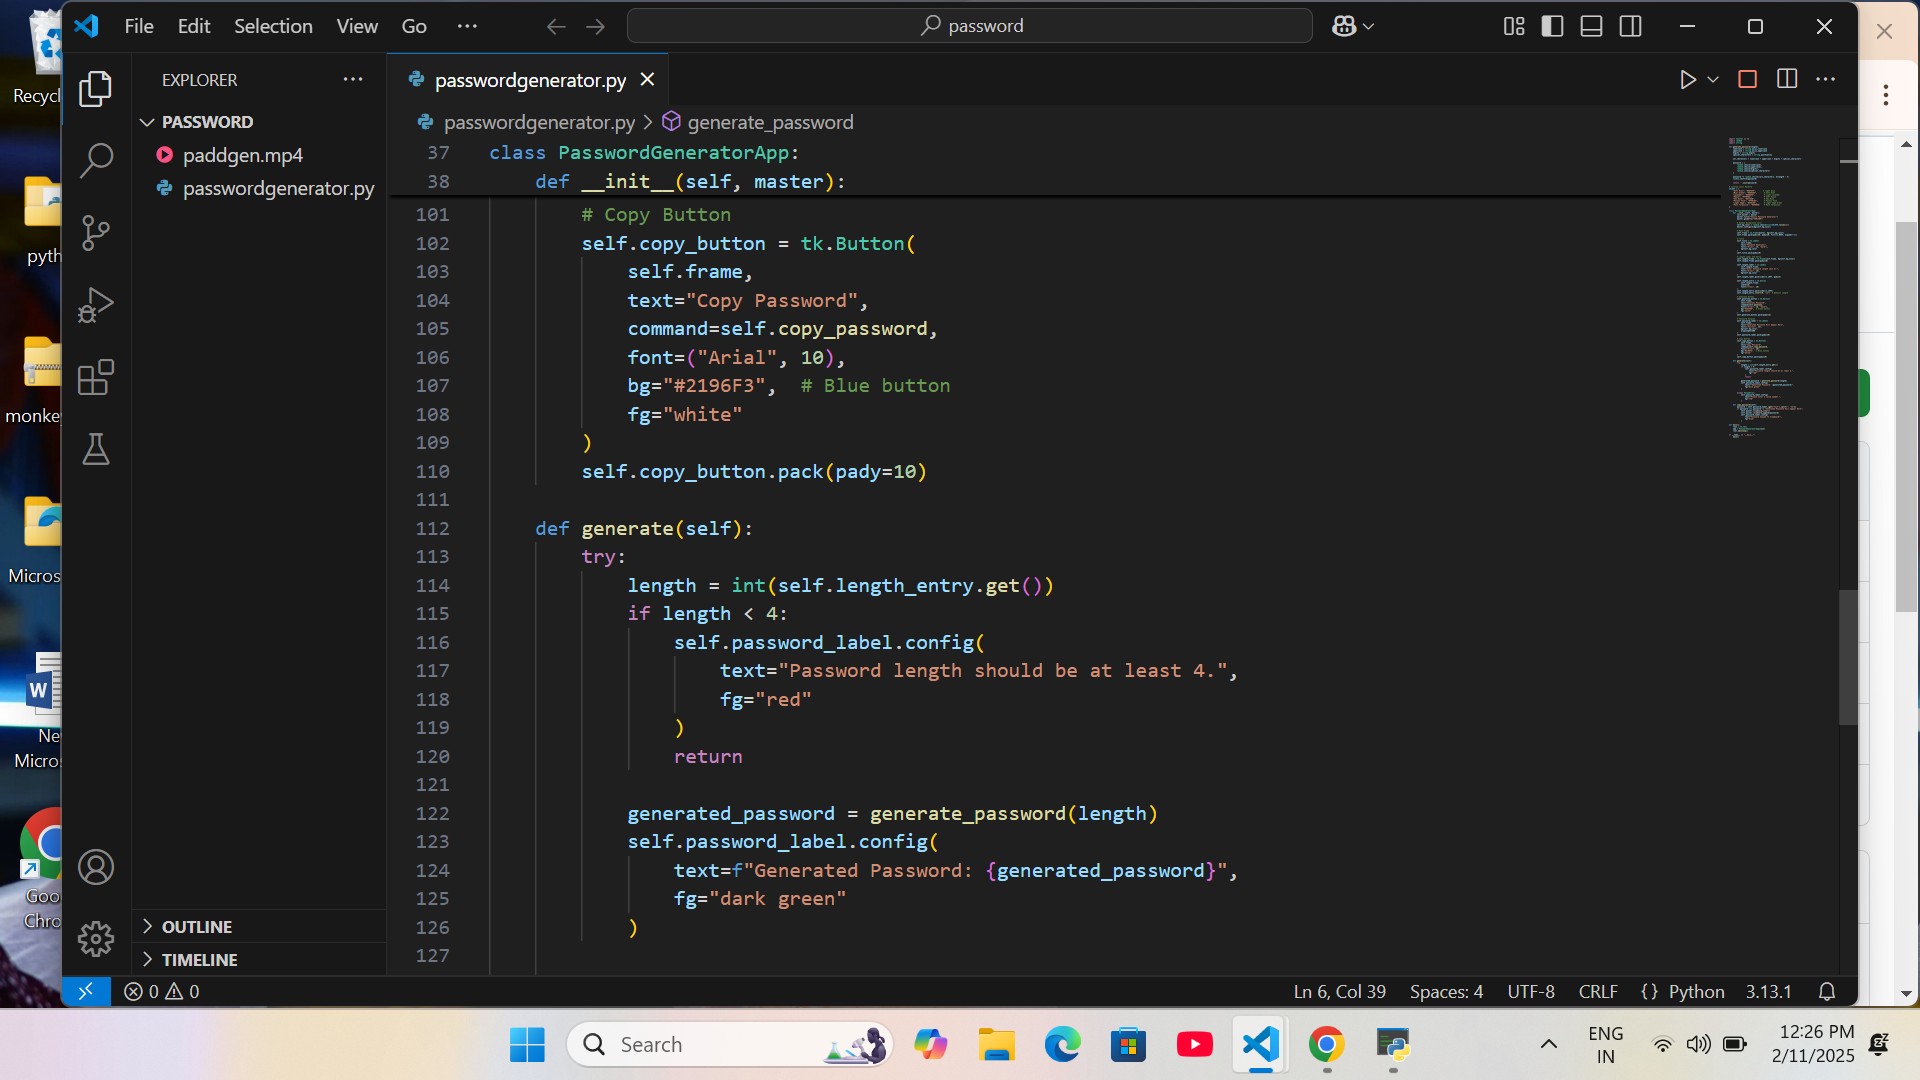 File Edit Selection View Go
password
EXPLORER
PASSWORD
paddgen.mp4
passwordgenerator.py
OUTLINE
TIMELINE
passwordgenerator.py
passwordgenerator.py > generate_password
37 class PasswordGeneratorApp:
38 def __init__(self, master):
101 # Copy Button
102 self.copy_button = tk.Button(
103 self.frame,
104 text="Copy Password",
105 command=self.copy_password,
106 font=("Arial", 10),
107 bg="#2196F3",  # Blue button
108 fg="white"
109 )
110 self.copy_button.pack(pady=10)
111
112 def generate(self):
113 try:
114 length = int(self.length_entry.get())
115 if length < 4:
116 self.password_label.config(
117 text="Password length should be at least 4.",
118 fg="red"
119 )
120 return
121
122 generated_password = generate_password(length)
123 self.password_label.config(
124 text=f"Generated Password: {generated_password}",
125 fg="dark green"
126 )
127
0 0
Ln 6, Col 39 Spaces: 4 UTF-8 CRLF {} Python 3.13.1
Recycl
pyth
monke
Micros
W
Ne
Micros
Goo
Chro
Search
ENG
IN
12:26 PM
2/11/2025